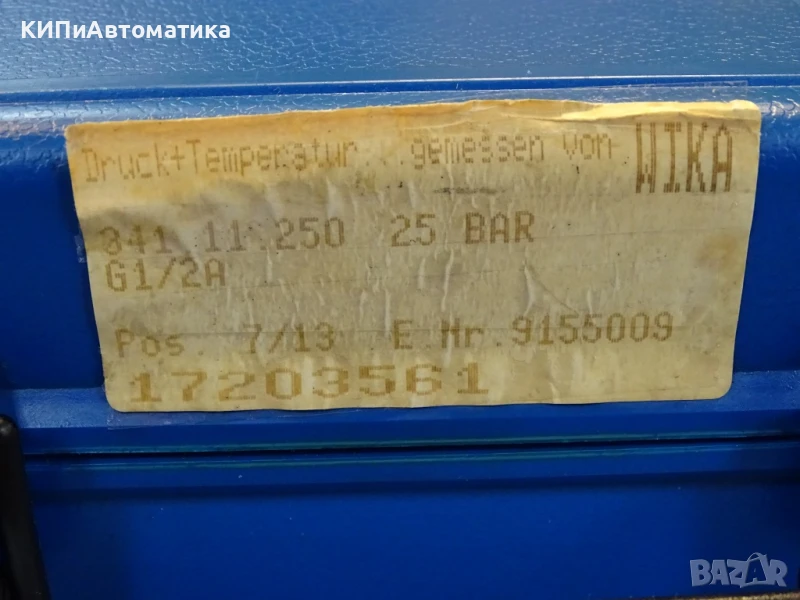 КИПиАвтоматика
Druck+Temperatur...gemessen von WIKA
341 11.250 25 BAR
G1/2A
Pos. 7/13 E Nr.9155009
17203561
BAZAR